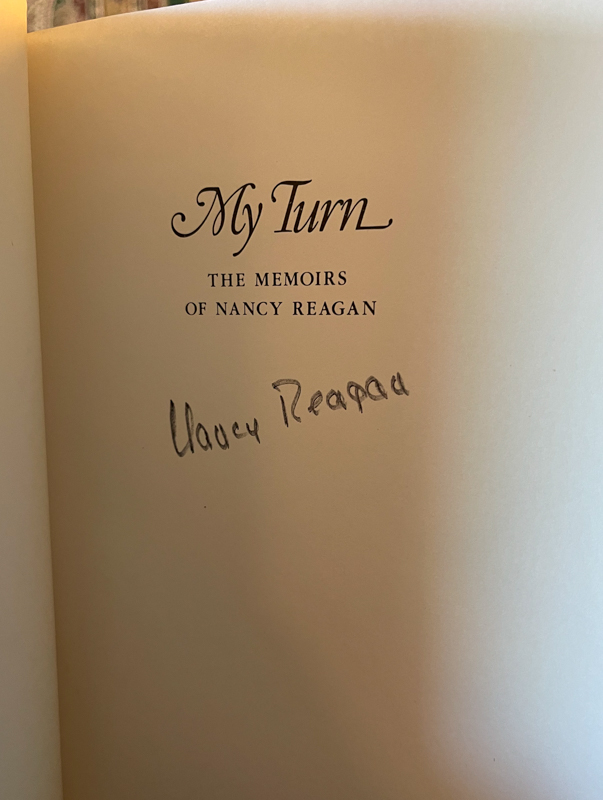 My Turn
THE MEMOIRS
OF NANCY REAGAN
Nancy Reagan